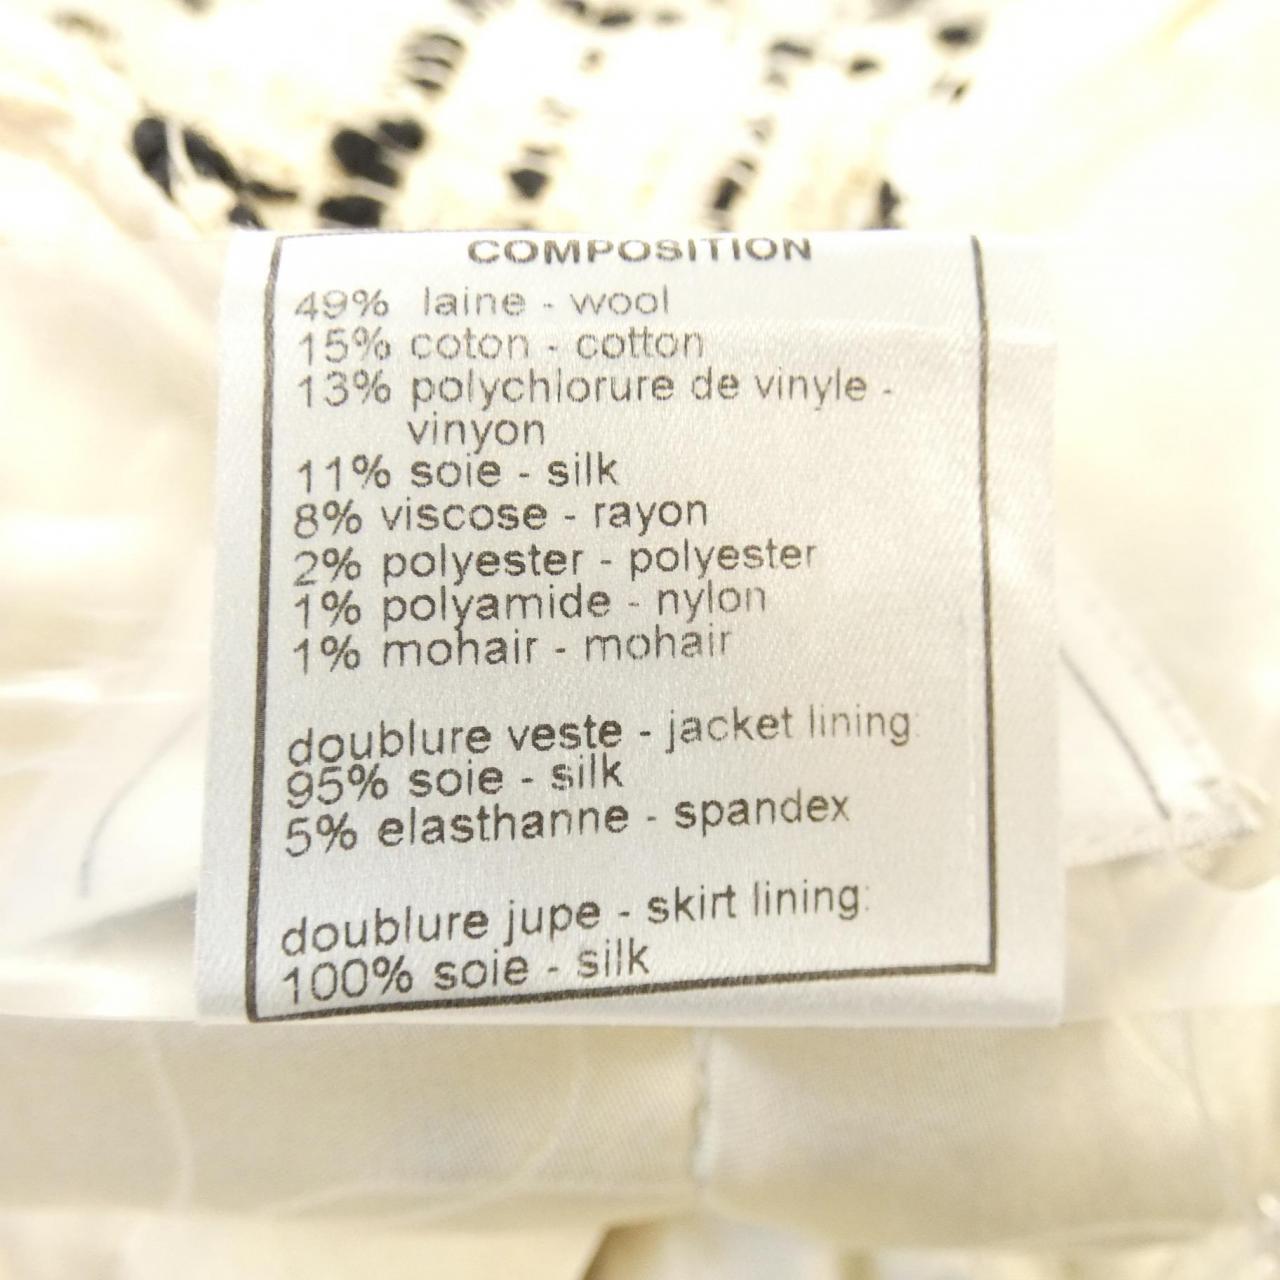 COMPOSITION
49% laine - wool
15% coton - cotton
13% polychlorure de vinyle -
vinyon
11% soie - silk
8% viscose - rayon
2% polyester - polyester
1% polyamide - nylon
1% mohair - mohair
doublure veste - jacket lining:
95% soie - silk
5% elasthanne - spandex
doublure jupe - skirt lining:
100% soie - silk